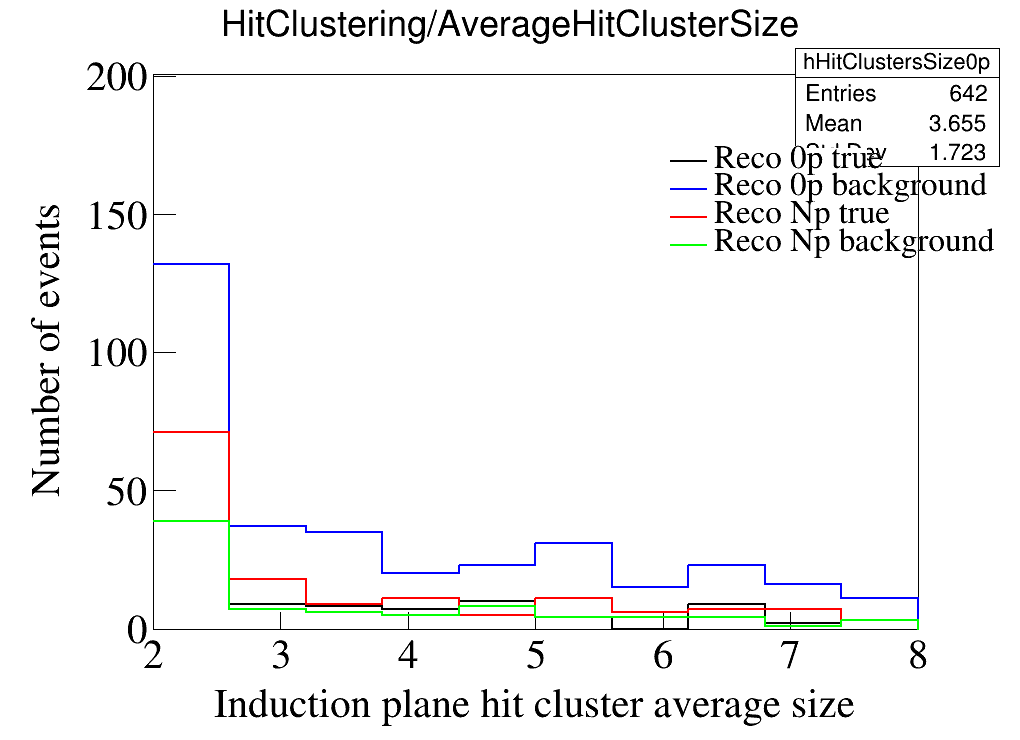 HitClustering/AverageHitClusterSize
hHitClustersSize0p
Entries 642
Mean 3.655
1.723
Reco 0p true
Reco 0p background
Reco Np true
Reco Np background
200
150
100
50
0
Number of events
2 3 4 5 6 7 8
Induction plane hit cluster average size